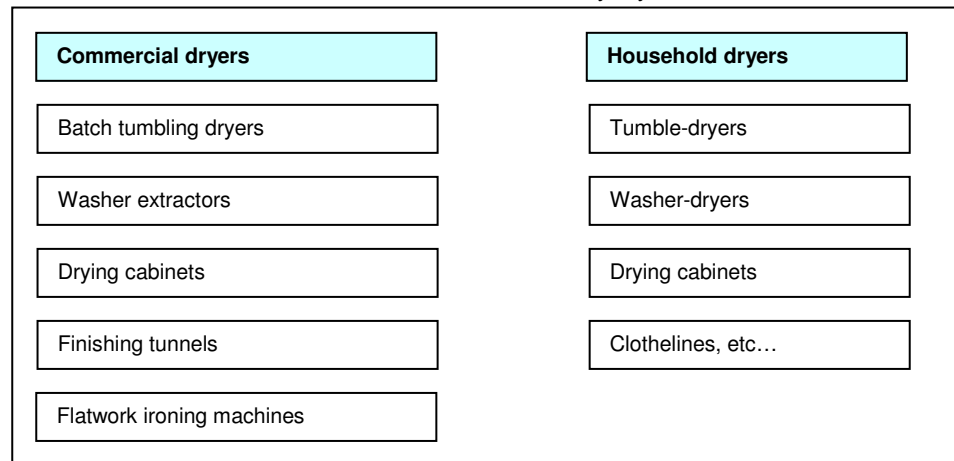 Commercial dryers
Batch tumbling dryers
Washer extractors
Drying cabinets
Finishing tunnels
Flatwork ironing machines
Household dryers
Tumble-dryers
Washer-dryers
Drying cabinets
Clothelines, etc…